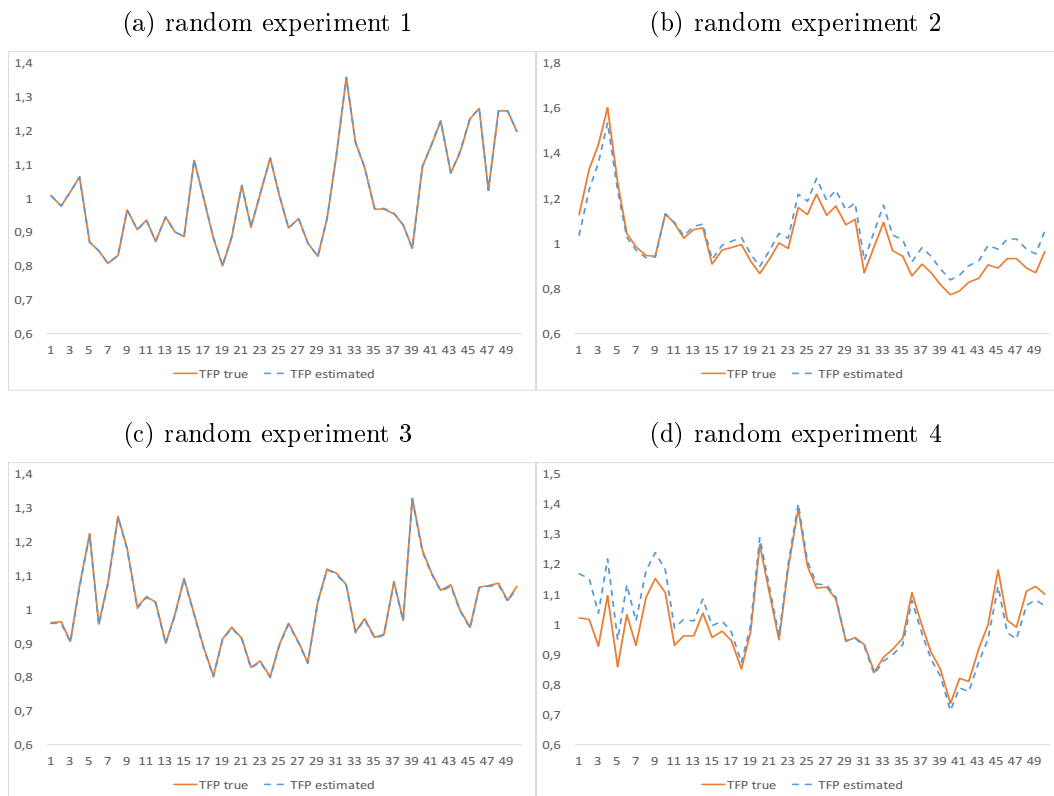 (a) random experiment 1
1,4
1,3
1,2
1,1
1
0,9
0,8
0,7
0,6
1 3 5 7 9 11 13 15 17 19 21 23 25 27 29 31 33 35 37 39 41 43 45 47 49
TFP true TFP estimated
(b) random experiment 2
1,8
1,6
1,4
1,2
1
0,8
0,6
1 3 5 7 9 11 13 15 17 19 21 23 25 27 29 31 33 35 37 39 41 43 45 47 49
TFP true TFP estimated
(c) random experiment 3
1,4
1,3
1,2
1,1
1
0,9
0,8
0,7
0,6
1 3 5 7 9 11 13 15 17 19 21 23 25 27 29 31 33 35 37 39 41 43 45 47 49
TFP true TFP estimated
(d) random experiment 4
1,5
1,4
1,3
1,2
1,1
1
0,9
0,8
0,7
0,6
1 3 5 7 9 11 13 15 17 19 21 23 25 27 29 31 33 35 37 39 41 43 45 47 49
TFP true TFP estimated